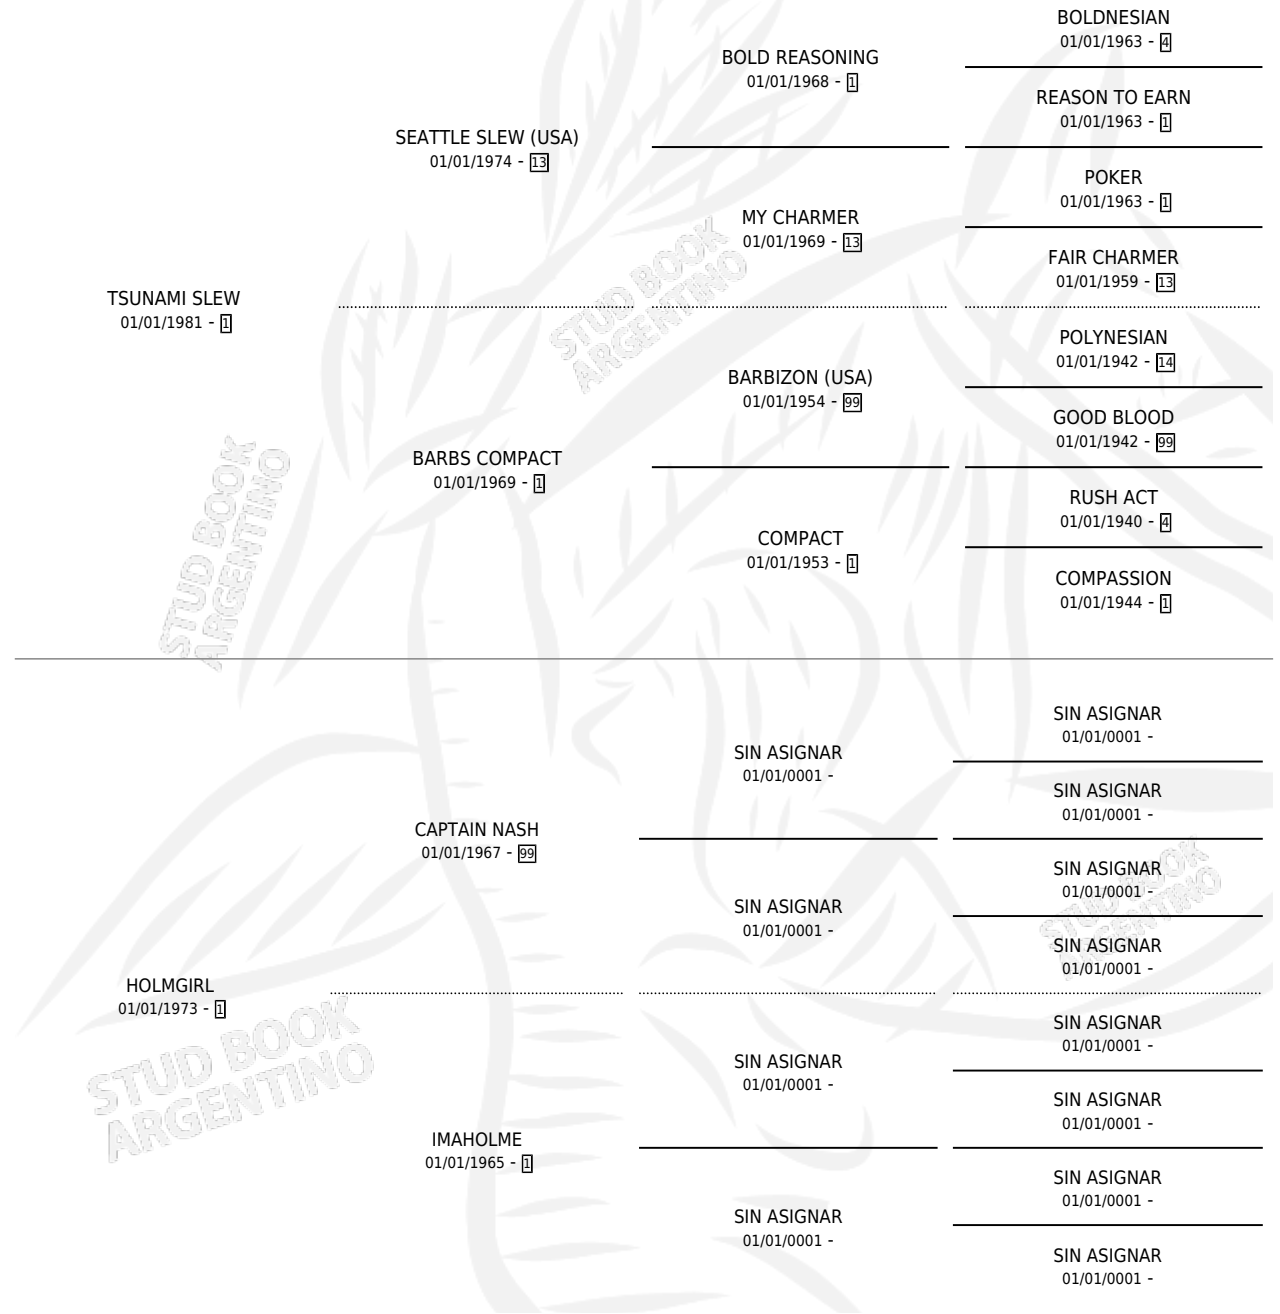 BOLDNESIAN
01/01/1963 - 4
BOLD REASONING
01/01/1968 - 1
REASON TO EARN
01/01/1963 - 1
SEATTLE SLEW (USA)
01/01/1974 - 13
POKER
01/01/1963 - 1
MY CHARMER
01/01/1969 - 13
FAIR CHARMER
01/01/1959 - 13
TSUNAMI SLEW
01/01/1981 - 1
POLYNESIAN
01/01/1942 - 14
BARBIZON (USA)
01/01/1954 - 99
GOOD BLOOD
01/01/1942 - 99
BARBS COMPACT
01/01/1969 - 1
RUSH ACT
01/01/1940 - 4
COMPACT
01/01/1953 - 1
COMPASSION
01/01/1944 - 1
SIN ASIGNAR
01/01/0001 -
SIN ASIGNAR
01/01/0001 -
SIN ASIGNAR
01/01/0001 -
CAPTAIN NASH
01/01/1967 - 99
SIN ASIGNAR
01/01/0001 -
SIN ASIGNAR
01/01/0001 -
SIN ASIGNAR
01/01/0001 -
HOLMGIRL
01/01/1973 - 1
SIN ASIGNAR
01/01/0001 -
SIN ASIGNAR
01/01/0001 -
SIN ASIGNAR
01/01/0001 -
IMAHOLME
01/01/1965 - 1
SIN ASIGNAR
01/01/0001 -
SIN ASIGNAR
01/01/0001 -
SIN ASIGNAR
01/01/0001 -
STUD BOOK
ARGENTINO
STUD BOOK
ARGENTINO
STUD BOOK
ARGENTINO
STUD BOOK
ARGENTINO